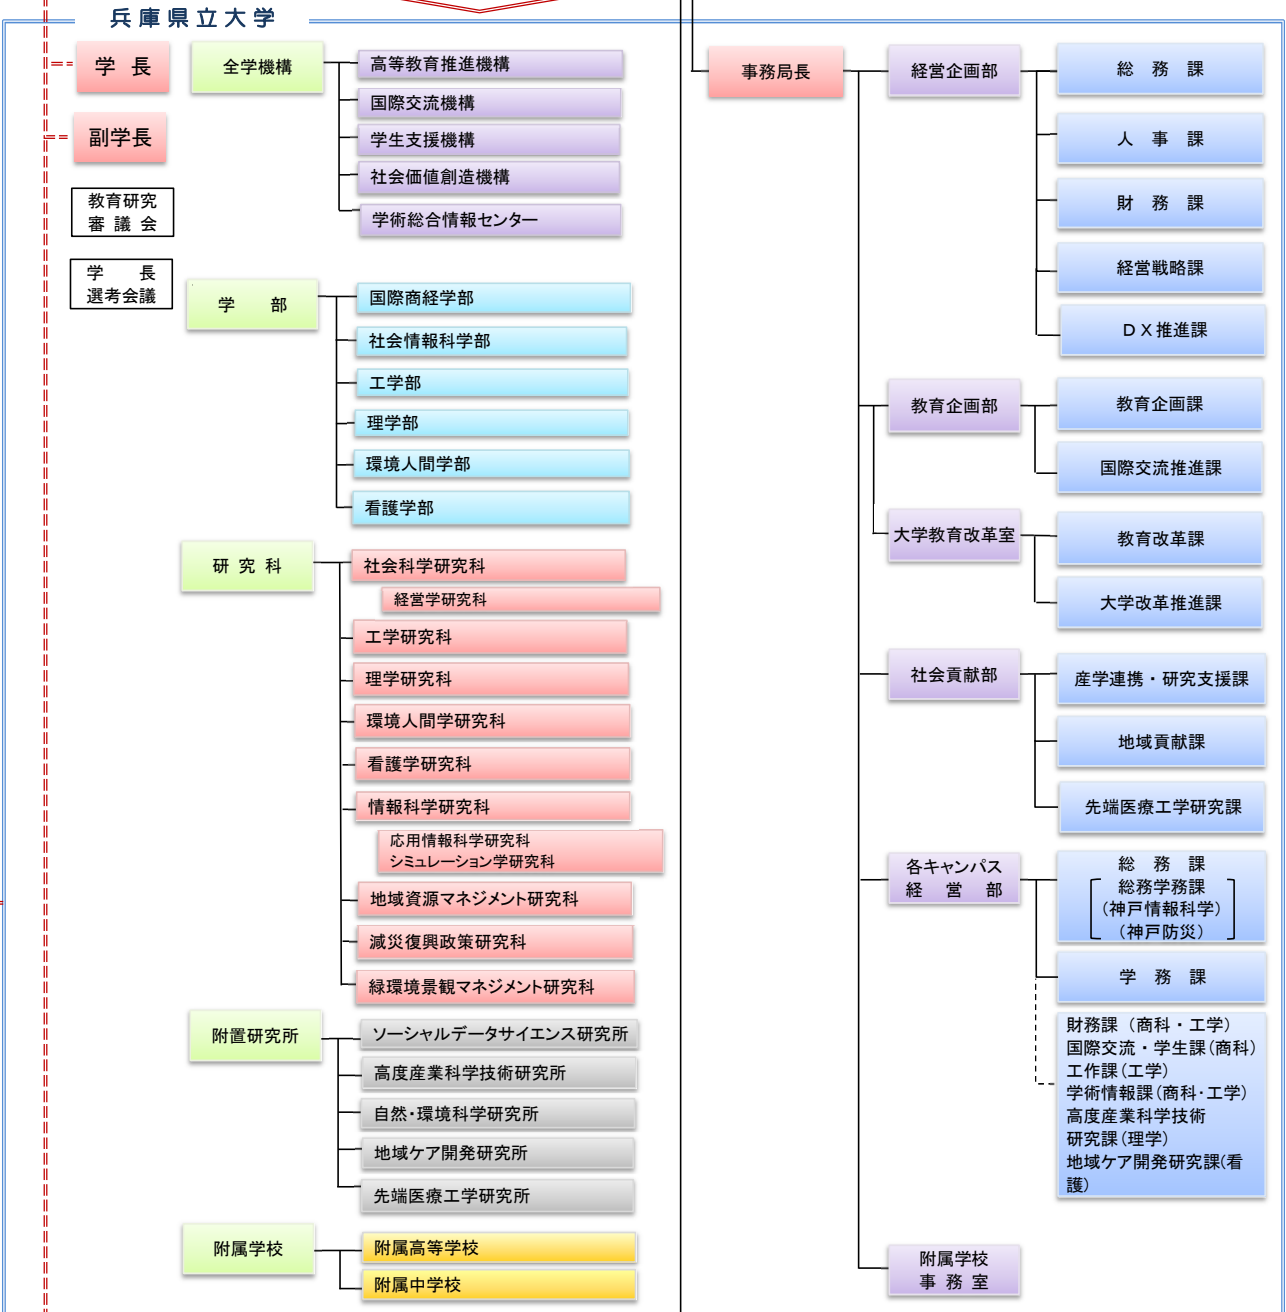 兵庫県立大学
学 長
副学長
教育研究
審 議 会
学 長
選考会議
全学機構
高等教育推進機構
国際交流機構
学生支援機構
社会価値創造機構
学術総合情報センター
学 部
国際商経学部
社会情報科学部
工学部
理学部
環境人間学部
看護学部
研 究 科
社会科学研究科
経営学研究科
工学研究科
理学研究科
環境人間学研究科
看護学研究科
情報科学研究科
応用情報科学研究科
シミュレーション学研究科
地域資源マネジメント研究科
減災復興政策研究科
緑環境景観マネジメント研究科
附置研究所
ソーシャルデータサイエンス研究所
高度産業科学技術研究所
自然・環境科学研究所
地域ケア開発研究所
先端医療工学研究所
附属学校
附属高等学校
附属中学校
事務局長
経営企画部
総 務 課
人 事 課
財 務 課
経営戦略課
DX推進課
教育企画部
教育企画課
国際交流推進課
大学教育改革室
教育改革課
大学改革推進課
社会貢献部
産学連携・研究支援課
地域貢献課
先端医療工学研究課
各キャンパス
経 営 部
総 務 課
総務学務課
(神戸情報科学)
(神戸防災)
学 務 課
財務課（商科・工学）
国際交流・学生課(商科)
工作課(工学)
学術情報課(商科・工学)
高度産業科学技術
研究課(理学)
地域ケア開発研究課(看
護)
附属学校
事 務 室